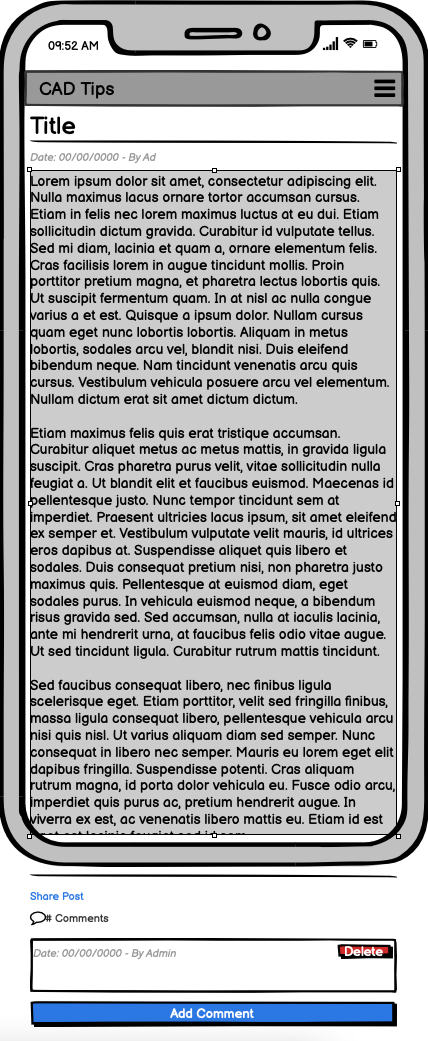 09:52 AM
CAD Tips
Title
Date: 00/00/0000 - By Ad
Lorem ipsum dolor sit amet, consectetur adipiscing elit.
Nulla maximus lacus ornare tortor accumsan cursus.
Etiam in felis nec lorem maximus luctus at eu dui. Etiam
sollicitudin dictum gravida. Curabitur id vulputate tellus.
Sed mi diam, lacinia et quam a, ornare elementum felis.
Cras facilisis lorem in augue tincidunt mollis. Proin
porttitor pretium magna, et pharetra lectus lobortis quis.
Ut suscipit fermentum quam. In at nisl ac nulla congue
varius a et est. Quisque a ipsum dolor. Nullam cursus
quam eget nunc lobortis lobortis. Aliquam in metus
lobortis, sodales arcu vel, blandit nisi. Duis eleifend
bibendum neque. Nam tincidunt venenatis arcu quis
cursus. Vestibulum vehicula posuere arcu vel elementum.
Nullam dictum erat sit amet dictum dictum.
Etiam maximus felis quis erat tristique accumsan.
Curabitur aliquet metus ac metus mattis, in gravida ligula
suscipit. Cras pharetra purus velit, vitae sollicitudin nulla
feugiat a. Ut blandit elit et faucibus euismod. Maecenas id
pellentesque justo. Nunc tempor tincidunt sem at
imperdiet. Praesent ultricies lacus ipsum, sit amet eleifend
ex semper et. Vestibulum vulputate velit mauris, id ultrices
eros dapibus at. Suspendisse aliquet quis libero et
sodales. Duis consequat pretium nisi, non pharetra justo
maximus quis. Pellentesque at euismod diam, eget
sodales purus. In vehicula euismod neque, a bibendum
risus gravida sed. Sed accumsan, nulla at iaculis lacinia,
ante mi hendrerit urna, at faucibus felis odio vitae augue.
Ut sed tincidunt ligula. Curabitur rutrum mattis tincidunt.
Sed faucibus consequat libero, nec finibus ligula
scelerisque eget. Etiam porttitor, velit sed fringilla finibus,
massa ligula consequat libero, pellentesque vehicula arcu
nisi quis nisl. Ut varius aliquam diam sed semper. Nunc
consequat in libero nec semper. Mauris eu lorem eget elit
dapibus fringilla. Suspendisse potenti. Cras aliquam
rutrum magna, id porta dolor vehicula eu. Fusce odio arcu,
imperdiet quis purus ac, pretium hendrerit augue. In
viverra ex est, ac venenatis libero mattis eu. Etiam id est
Share Post
# Comments
Date: 00/00/0000 - By Admin
Delete
Add Comment